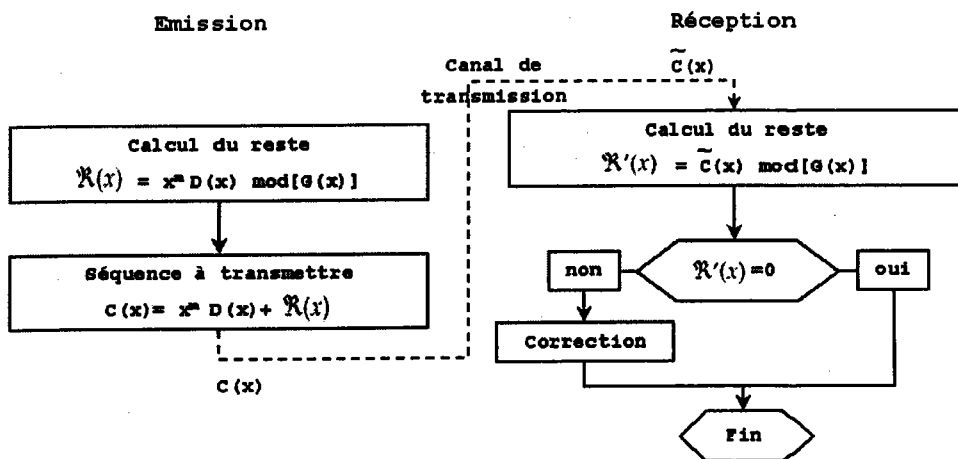 Emission
Calcul du reste
ℜ(x) = xᵐ D(x) mod[G(x)]
Séquence à transmettre
C(x)= xᵐ D(x)+ ℜ(x)
C(x)
Canal de
transmission
Réception
C̃(x)
Calcul du reste
ℜ'(x) = C̃(x) mod[G(x)]
non
ℜ'(x)=0
oui
Correction
Fin